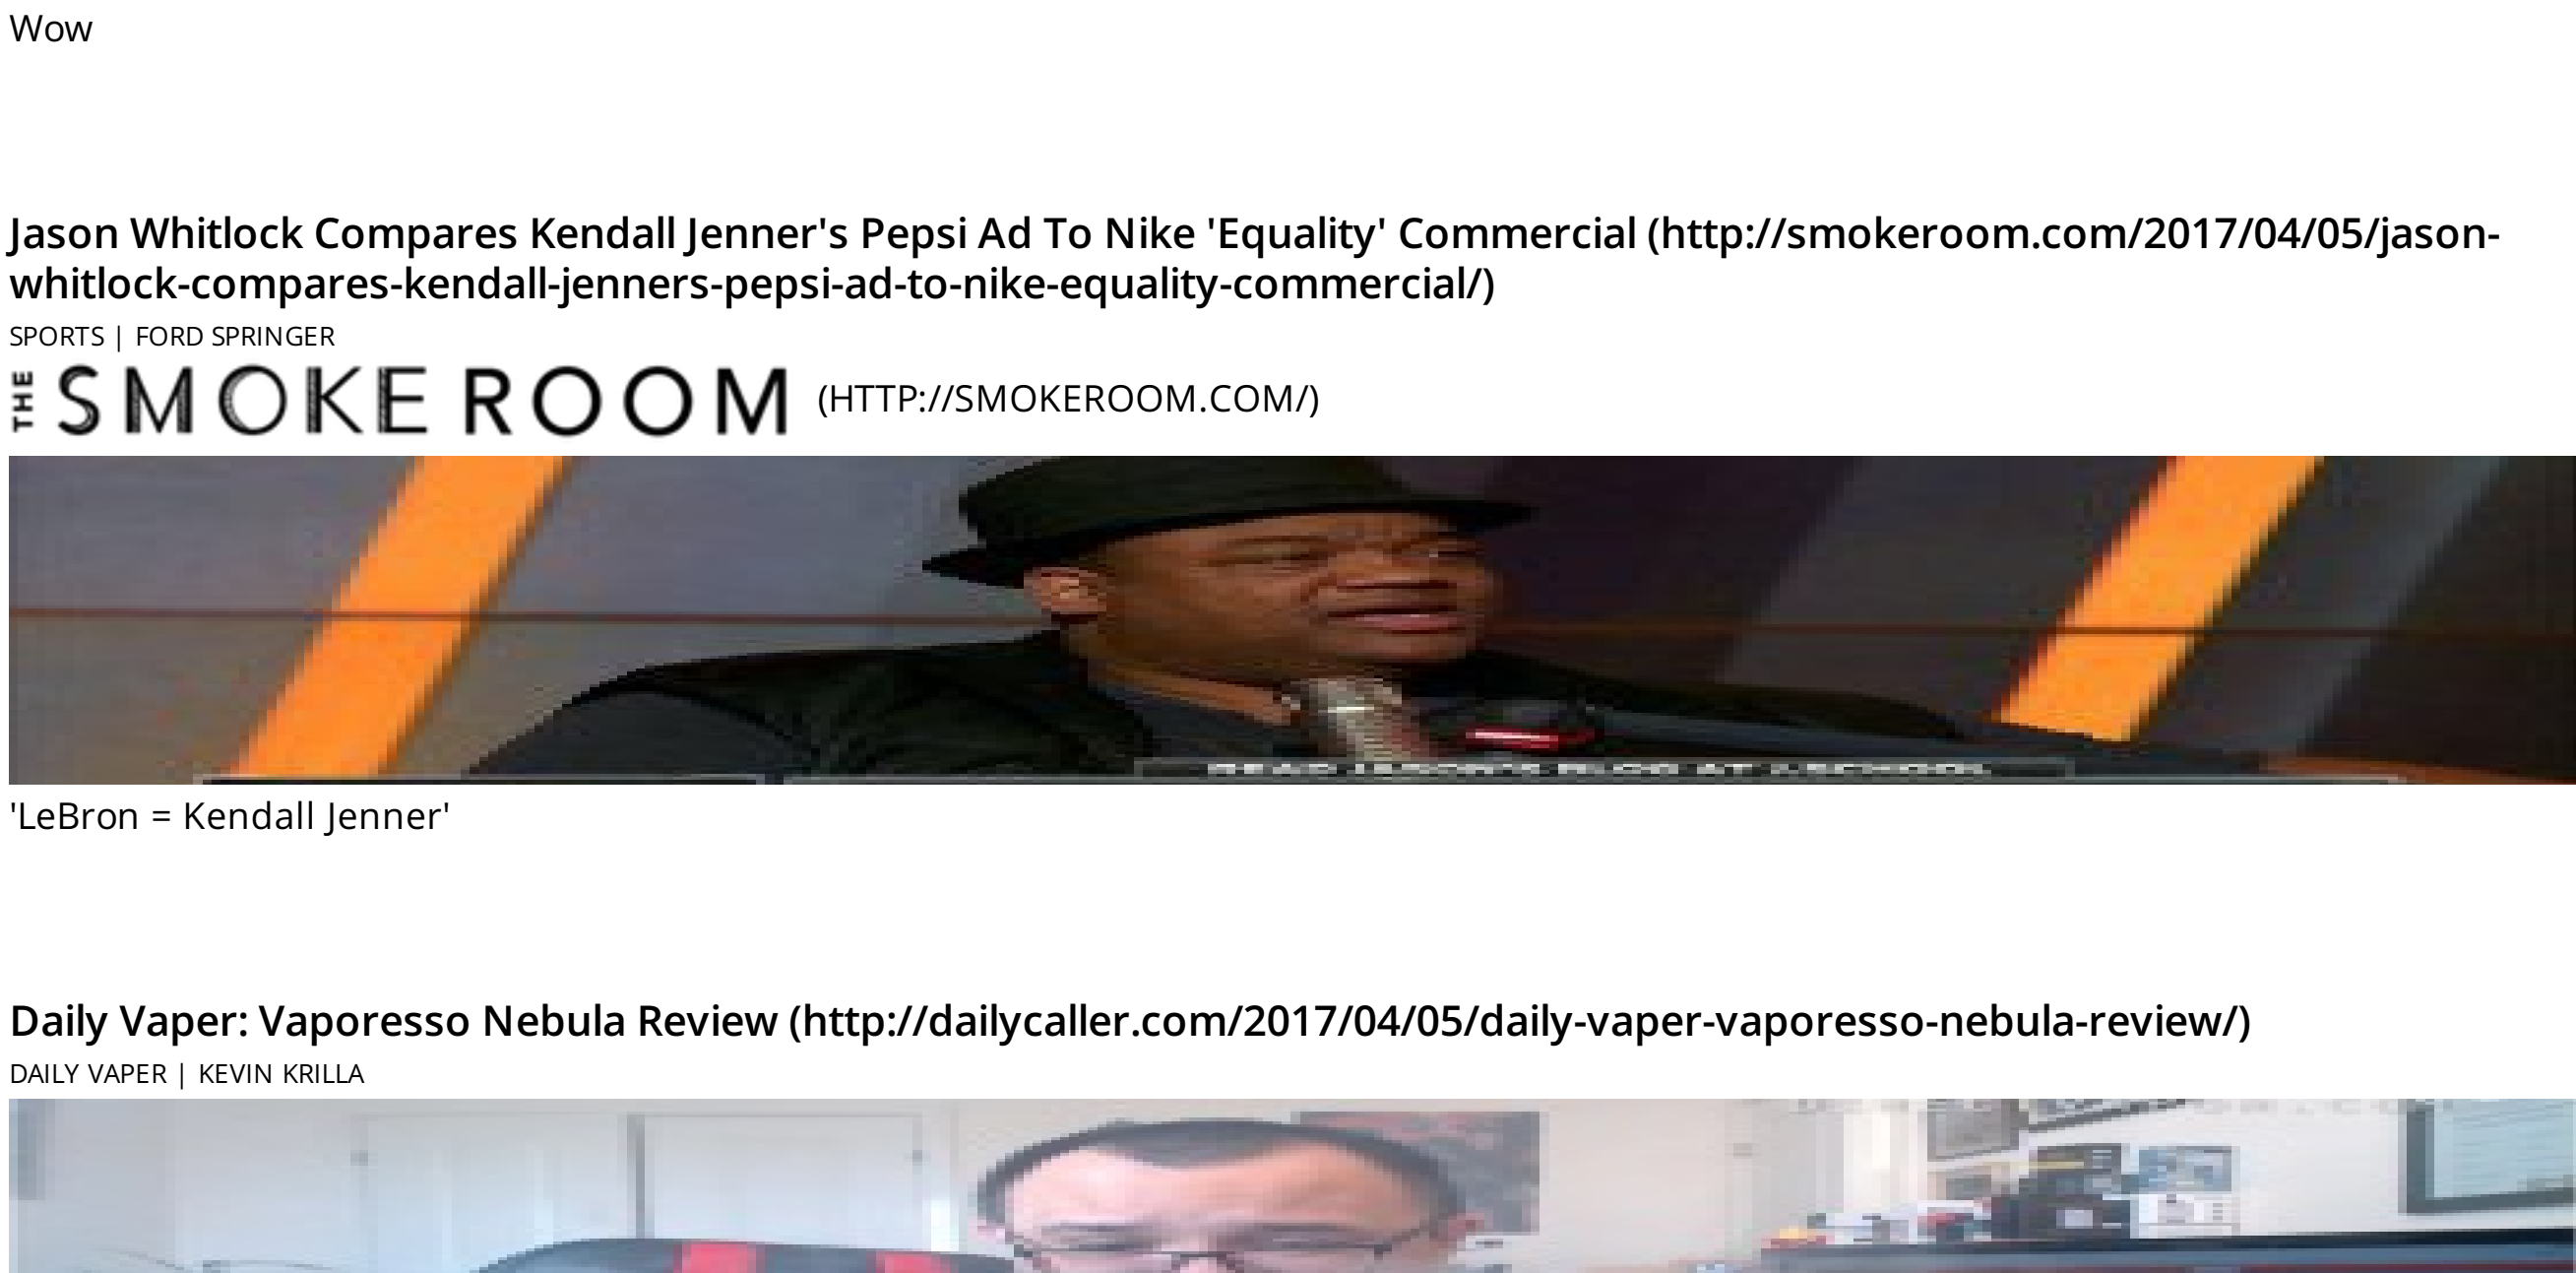 Wow
Jason Whitlock Compares Kendall Jenner's Pepsi Ad To Nike 'Equality' Commercial (http://smokeroom.com/2017/04/05/jason-
whitlock-compares-kendall-jenners-pepsi-ad-to-nike-equality-commercial/)
SPORTS | FORD SPRINGER
THE SMOKE ROOM (HTTP://SMOKEROOM.COM/)
'LeBron = Kendall Jenner'
Daily Vaper: Vaporesso Nebula Review (http://dailycaller.com/2017/04/05/daily-vaper-vaporesso-nebula-review/)
DAILY VAPER | KEVIN KRILLA